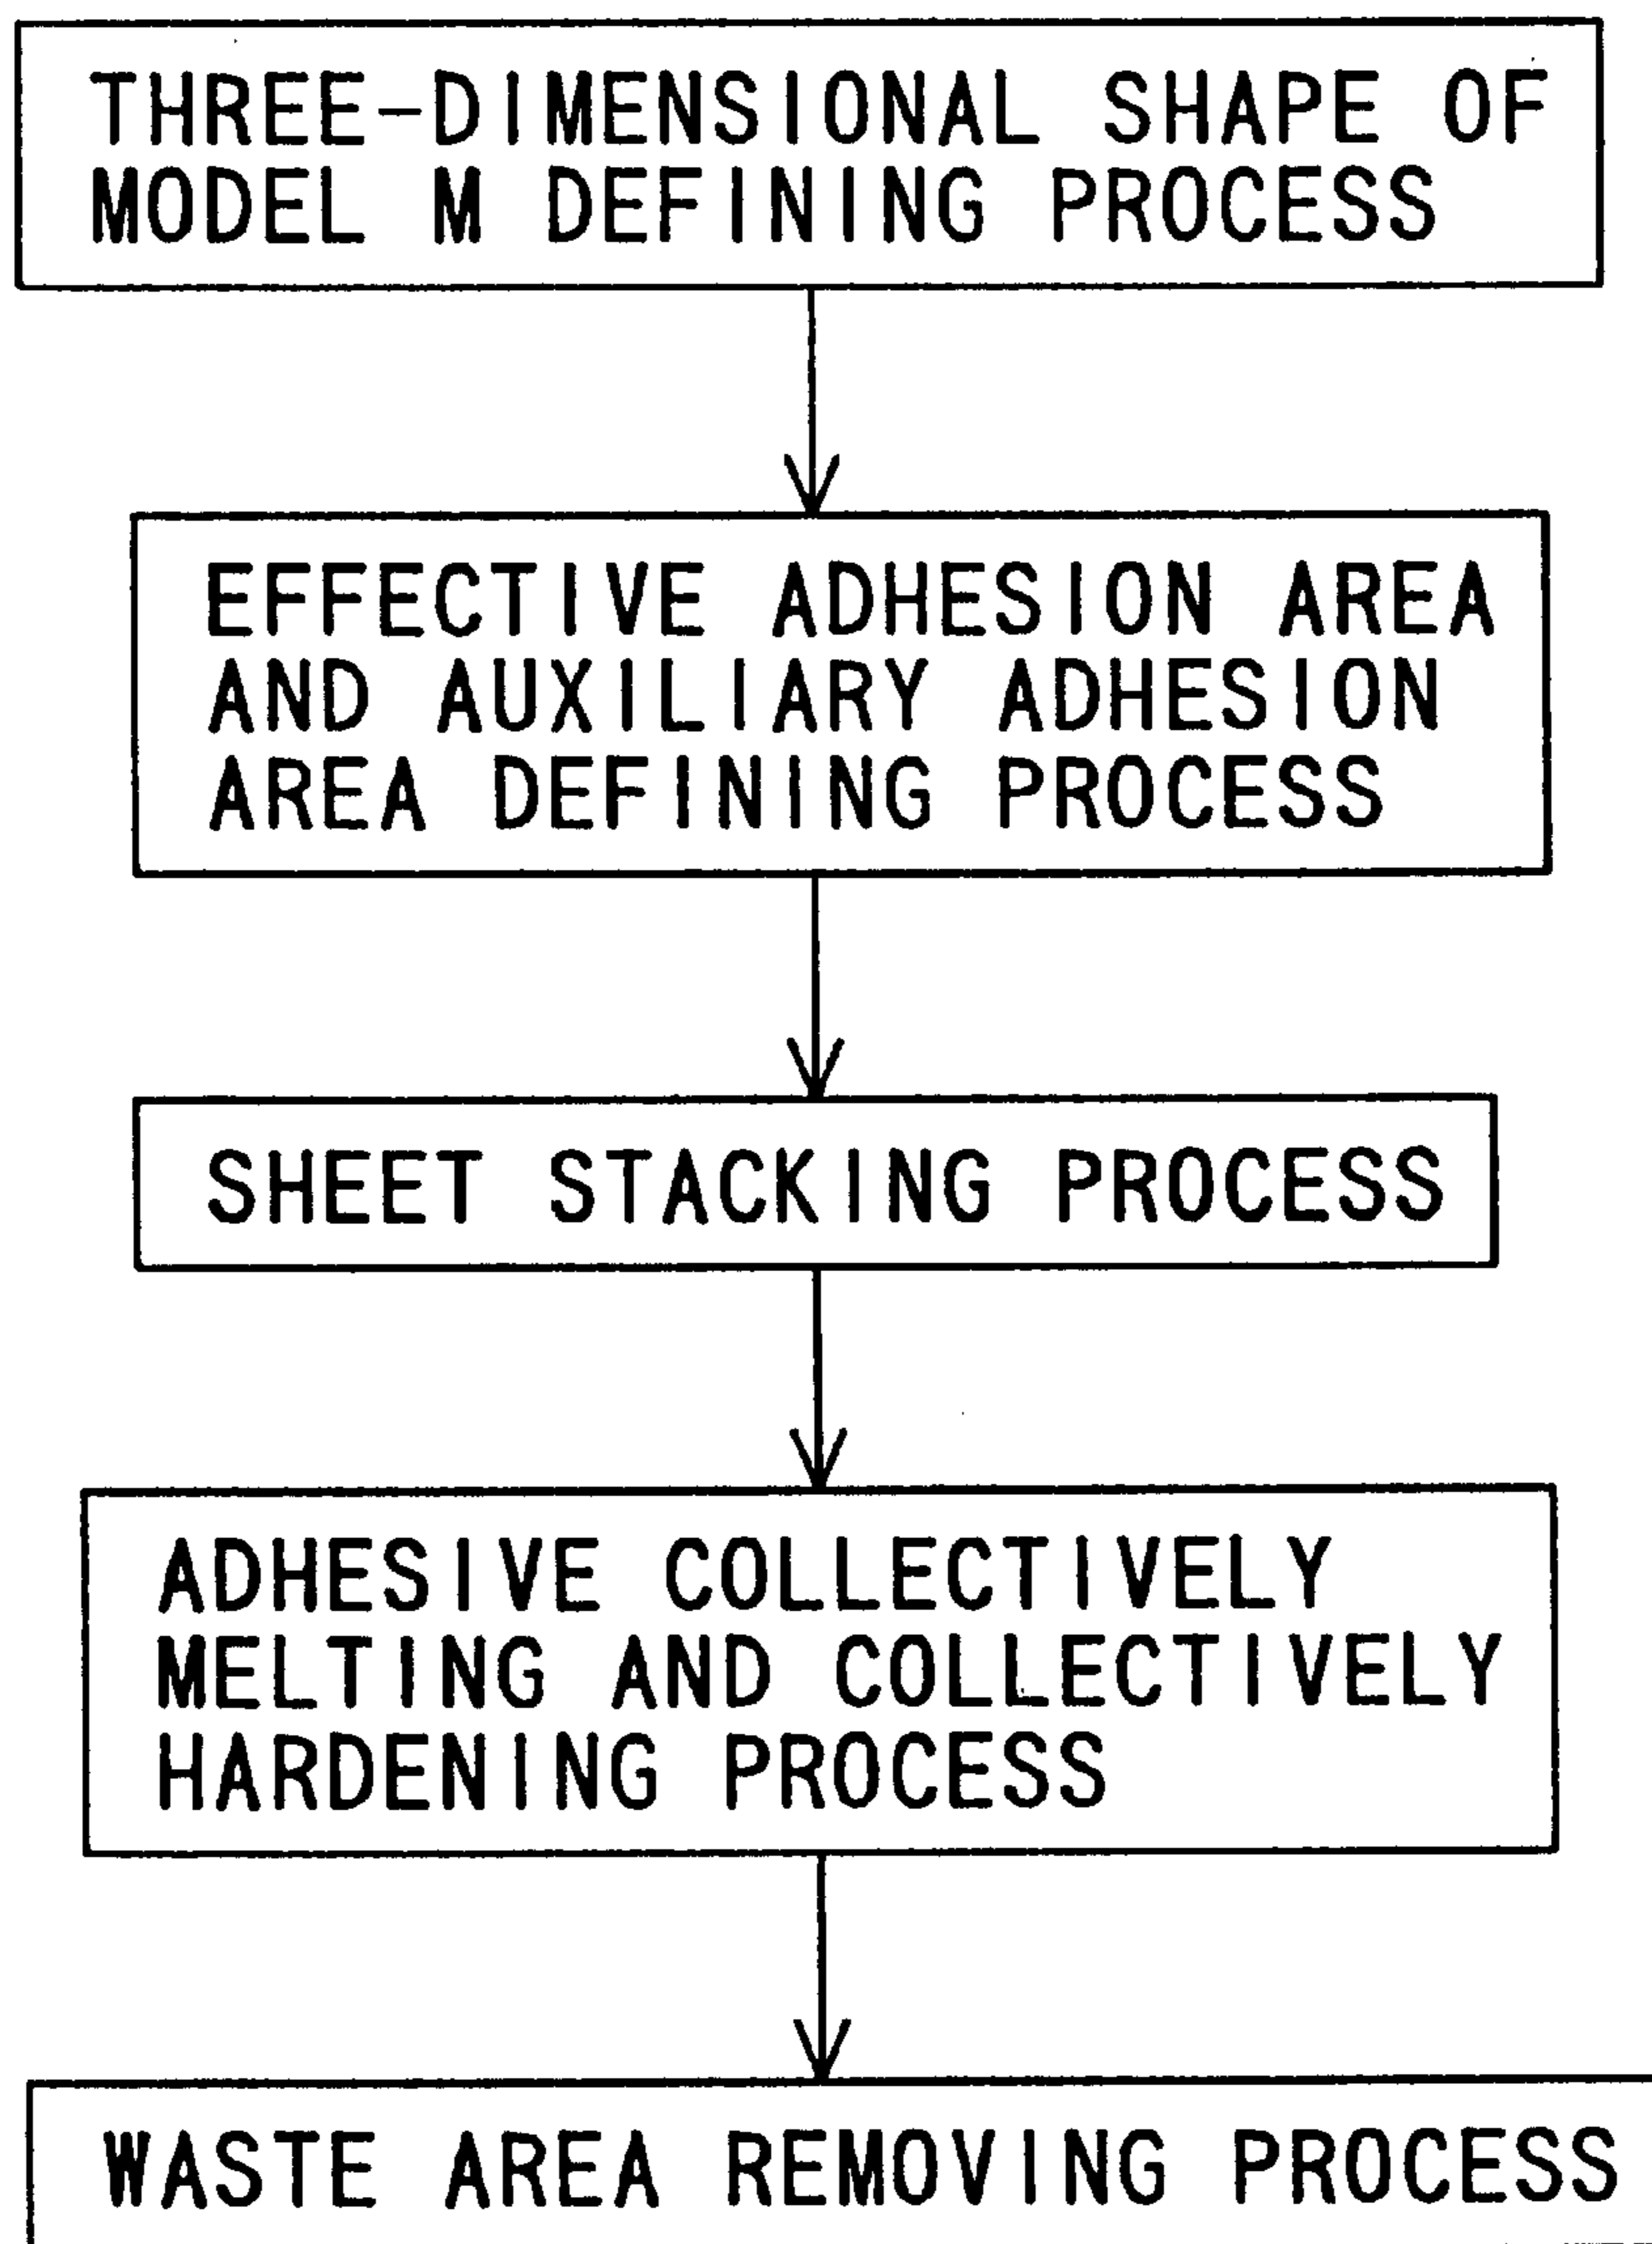 THREE-DIMENSIONAL SHAPE OF
MODEL M DEFINING PROCESS
EFFECTIVE ADHESION AREA
AND AUXILIARY ADHESION
AREA DEFINING PROCESS
SHEET STACKING PROCESS
ADHESIVE COLLECTIVELY
MELTING AND COLLECTIVELY
HARDENING PROCESS
WASTE AREA REMOVING PROCESS